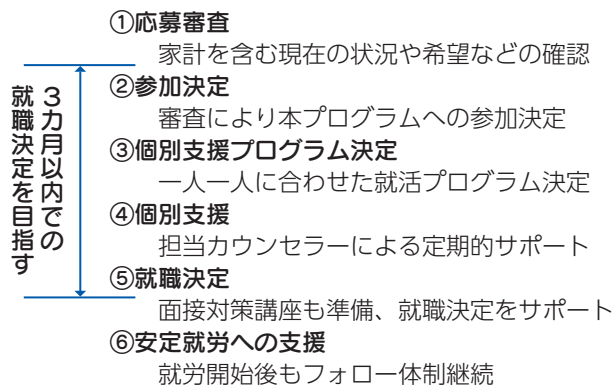 ①応募審査
家計を含む現在の状況や希望などの確認
②参加決定
審査により本プログラムへの参加決定
③個別支援プログラム決定
一人一人に合わせた就活プログラム決定
④個別支援
担当カウンセラーによる定期的サポート
⑤就職決定
面接対策講座も準備、就職決定をサポート
⑥安定就労への支援
就労開始後もフォロー体制継続
３カ月以内での
就職決定を目指す